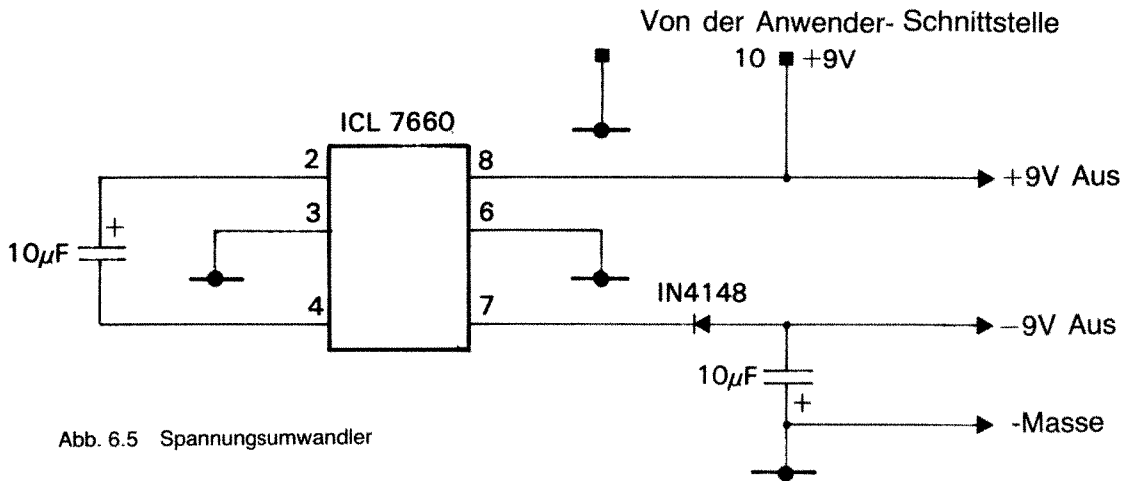 Von der Anwender- Schnittstelle
10 +9V
ICL 7660
2 8
+9V Aus
3 6
+
10µF
IN4148
4 7
-9V Aus
10µF
+
-Masse
Abb. 6.5 Spannungsumwandler